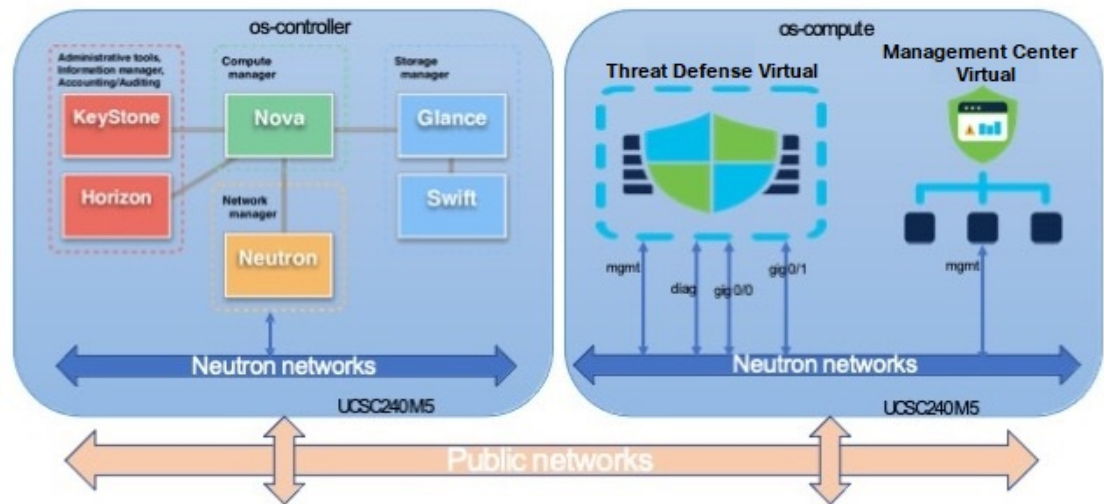 os-controller
Administrative tools,
Information manager,
Accounting/Auditing
KeyStone
Horizon
Compute
manager
Nova
Network
manager
Neutron
Storage
manager
Glance
Swift
Neutron networks
UCSC240M5
os-compute
Threat Defense Virtual
Management Center
Virtual
mgmt
diag
gig0/0
gig0/1
mgmt
Neutron networks
UCSC240M5
Public networks